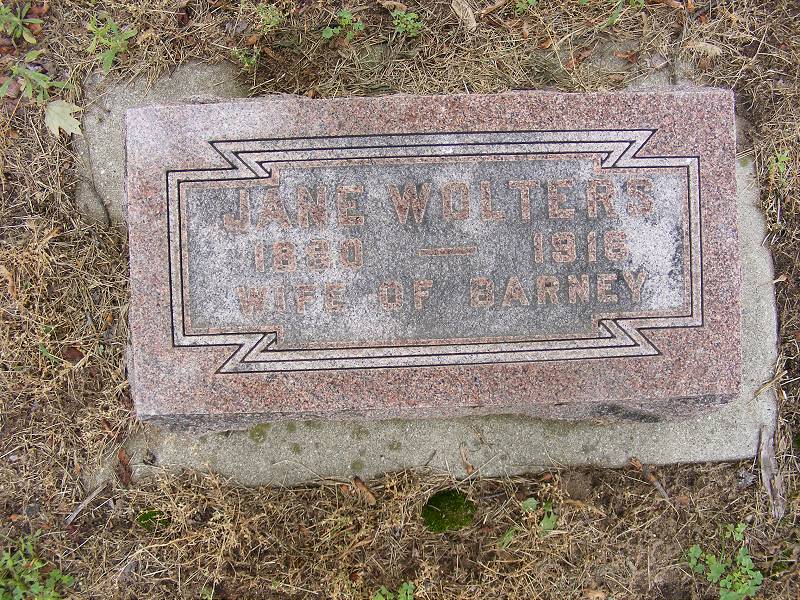 JANE WOLTERS
1880 — 1916
WIFE OF BARNEY